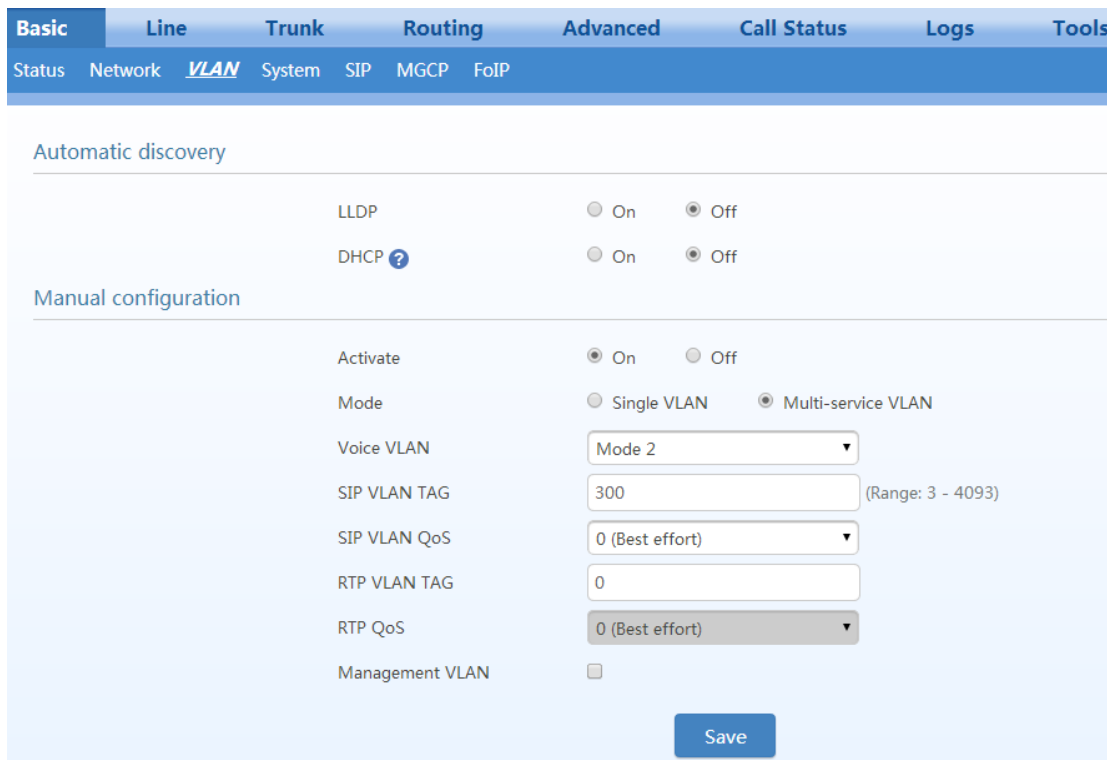 Basic Line Trunk Routing Advanced Call Status Logs Tools
Status Network VLAN System SIP MGCP FoIP
Automatic discovery
LLDP On Off
DHCP ? On Off
Manual configuration
Activate On Off
Mode Single VLAN Multi-service VLAN
Voice VLAN Mode 2
SIP VLAN TAG 300 (Range: 3 - 4093)
SIP VLAN QoS 0 (Best effort)
RTP VLAN TAG 0
RTP QoS 0 (Best effort)
Management VLAN
Save